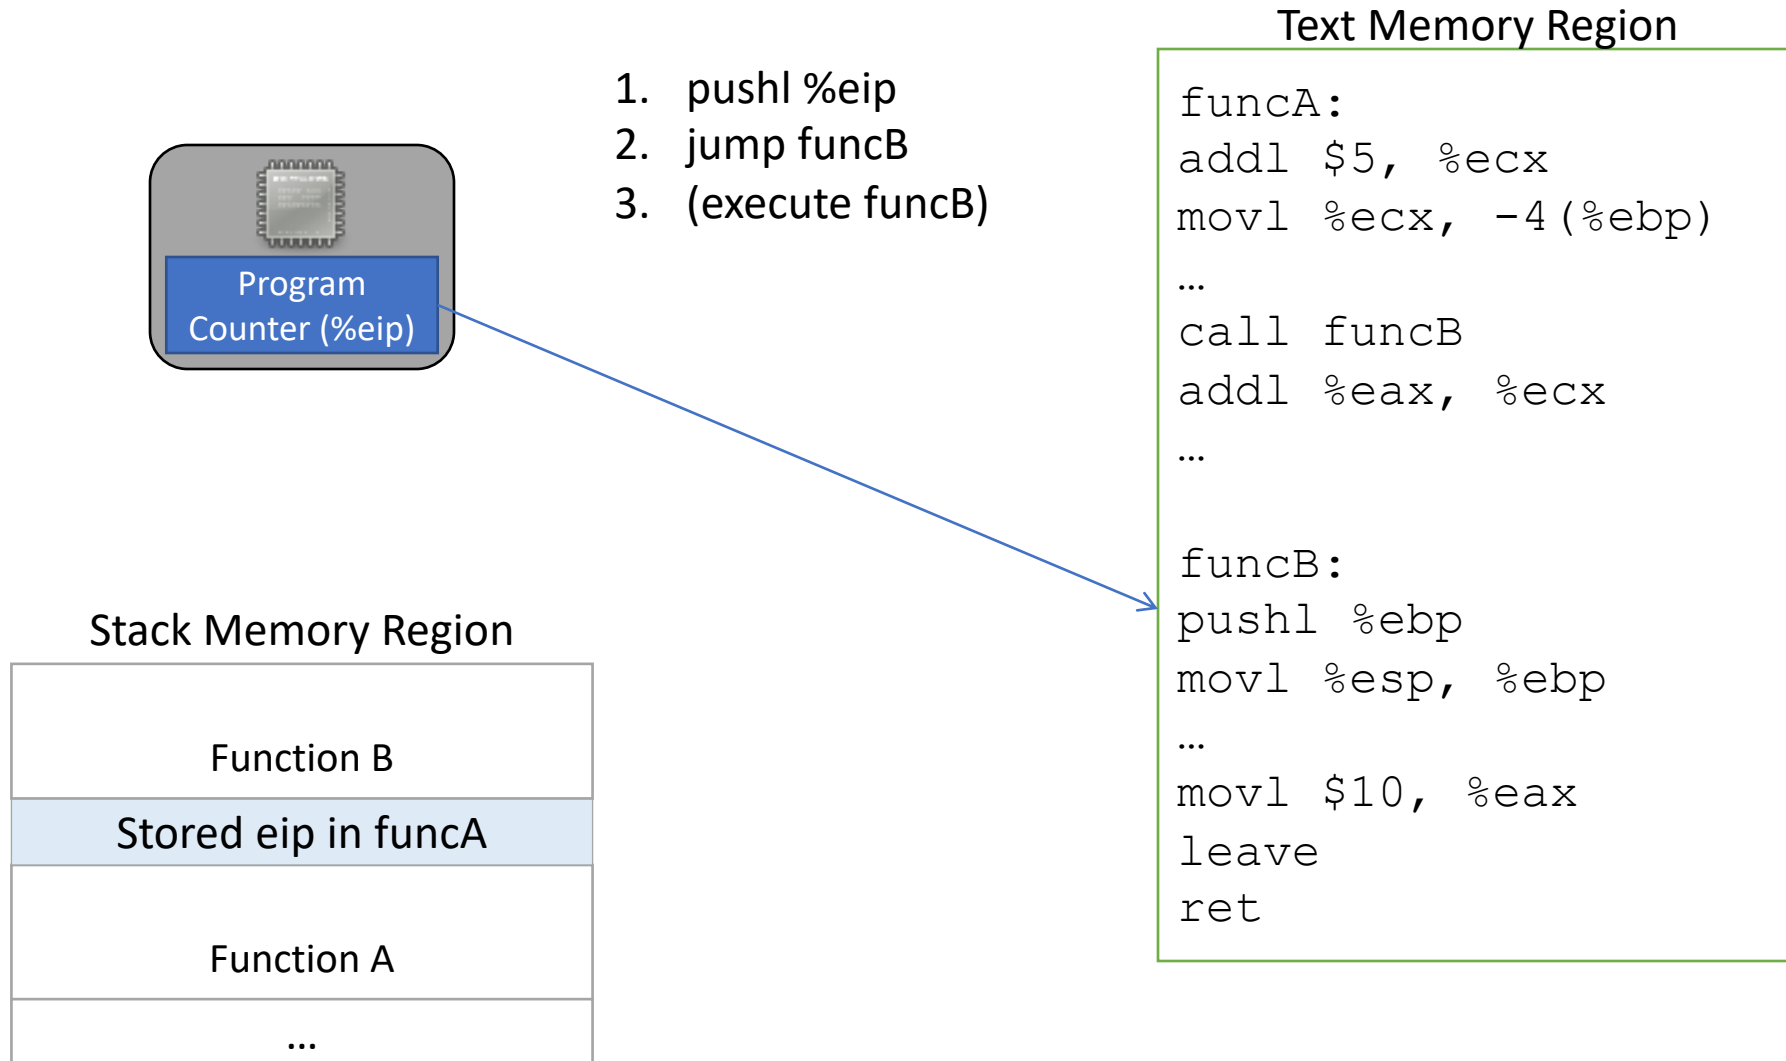 Text Memory Region
1. pushl %eip
2. jump funcB
3. (execute funcB)
Program
Counter (%eip)
funcA:
addl $5, %ecx
movl %ecx, -4(%ebp)
…
call funcB
addl %eax, %ecx
…
funcB:
pushl %ebp
movl %esp, %ebp
…
movl $10, %eax
leave
ret
Stack Memory Region
Function B
Stored eip in funcA
Function A
...